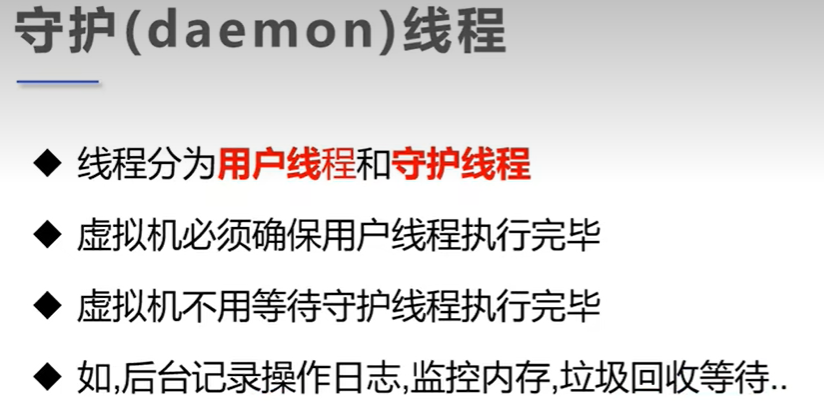 守护(daemon)线程
◆ 线程分为用户线程和守护线程
◆ 虚拟机必须确保用户线程执行完毕
◆ 虚拟机不用等待守护线程执行完毕
◆ 如,后台记录操作日志,监控内存,垃圾回收等待..